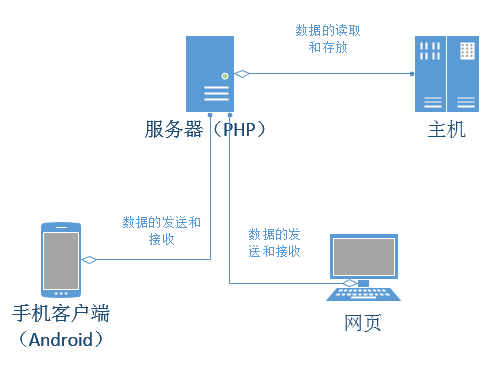 数据的读取
和存放
服务器（PHP）
主机
数据的发送和
接收
数据的发
送和接收
手机客户端
（Android）
网页